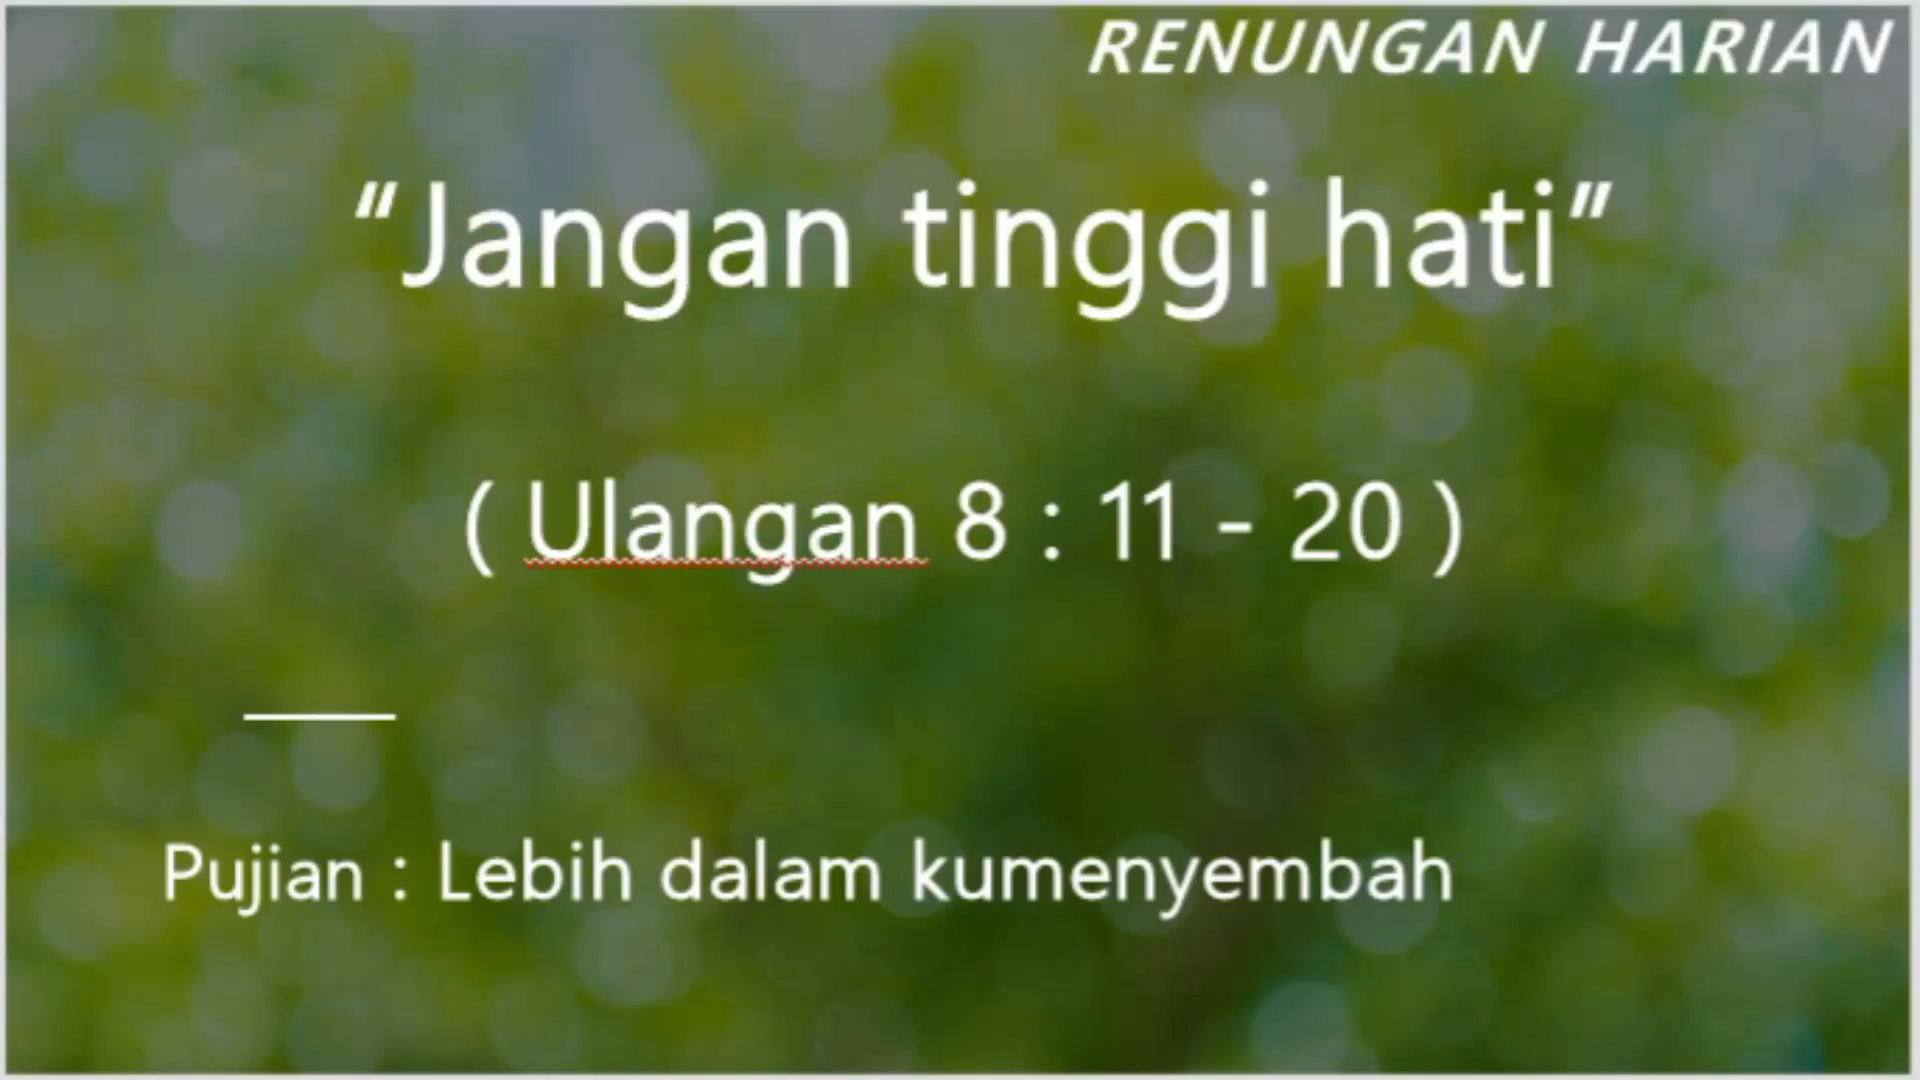 RENUNGAN HARIAN
“Jangan tinggi hati”
( Ulangan 8 : 11 - 20 )
Pujian : Lebih dalam kumenyembah